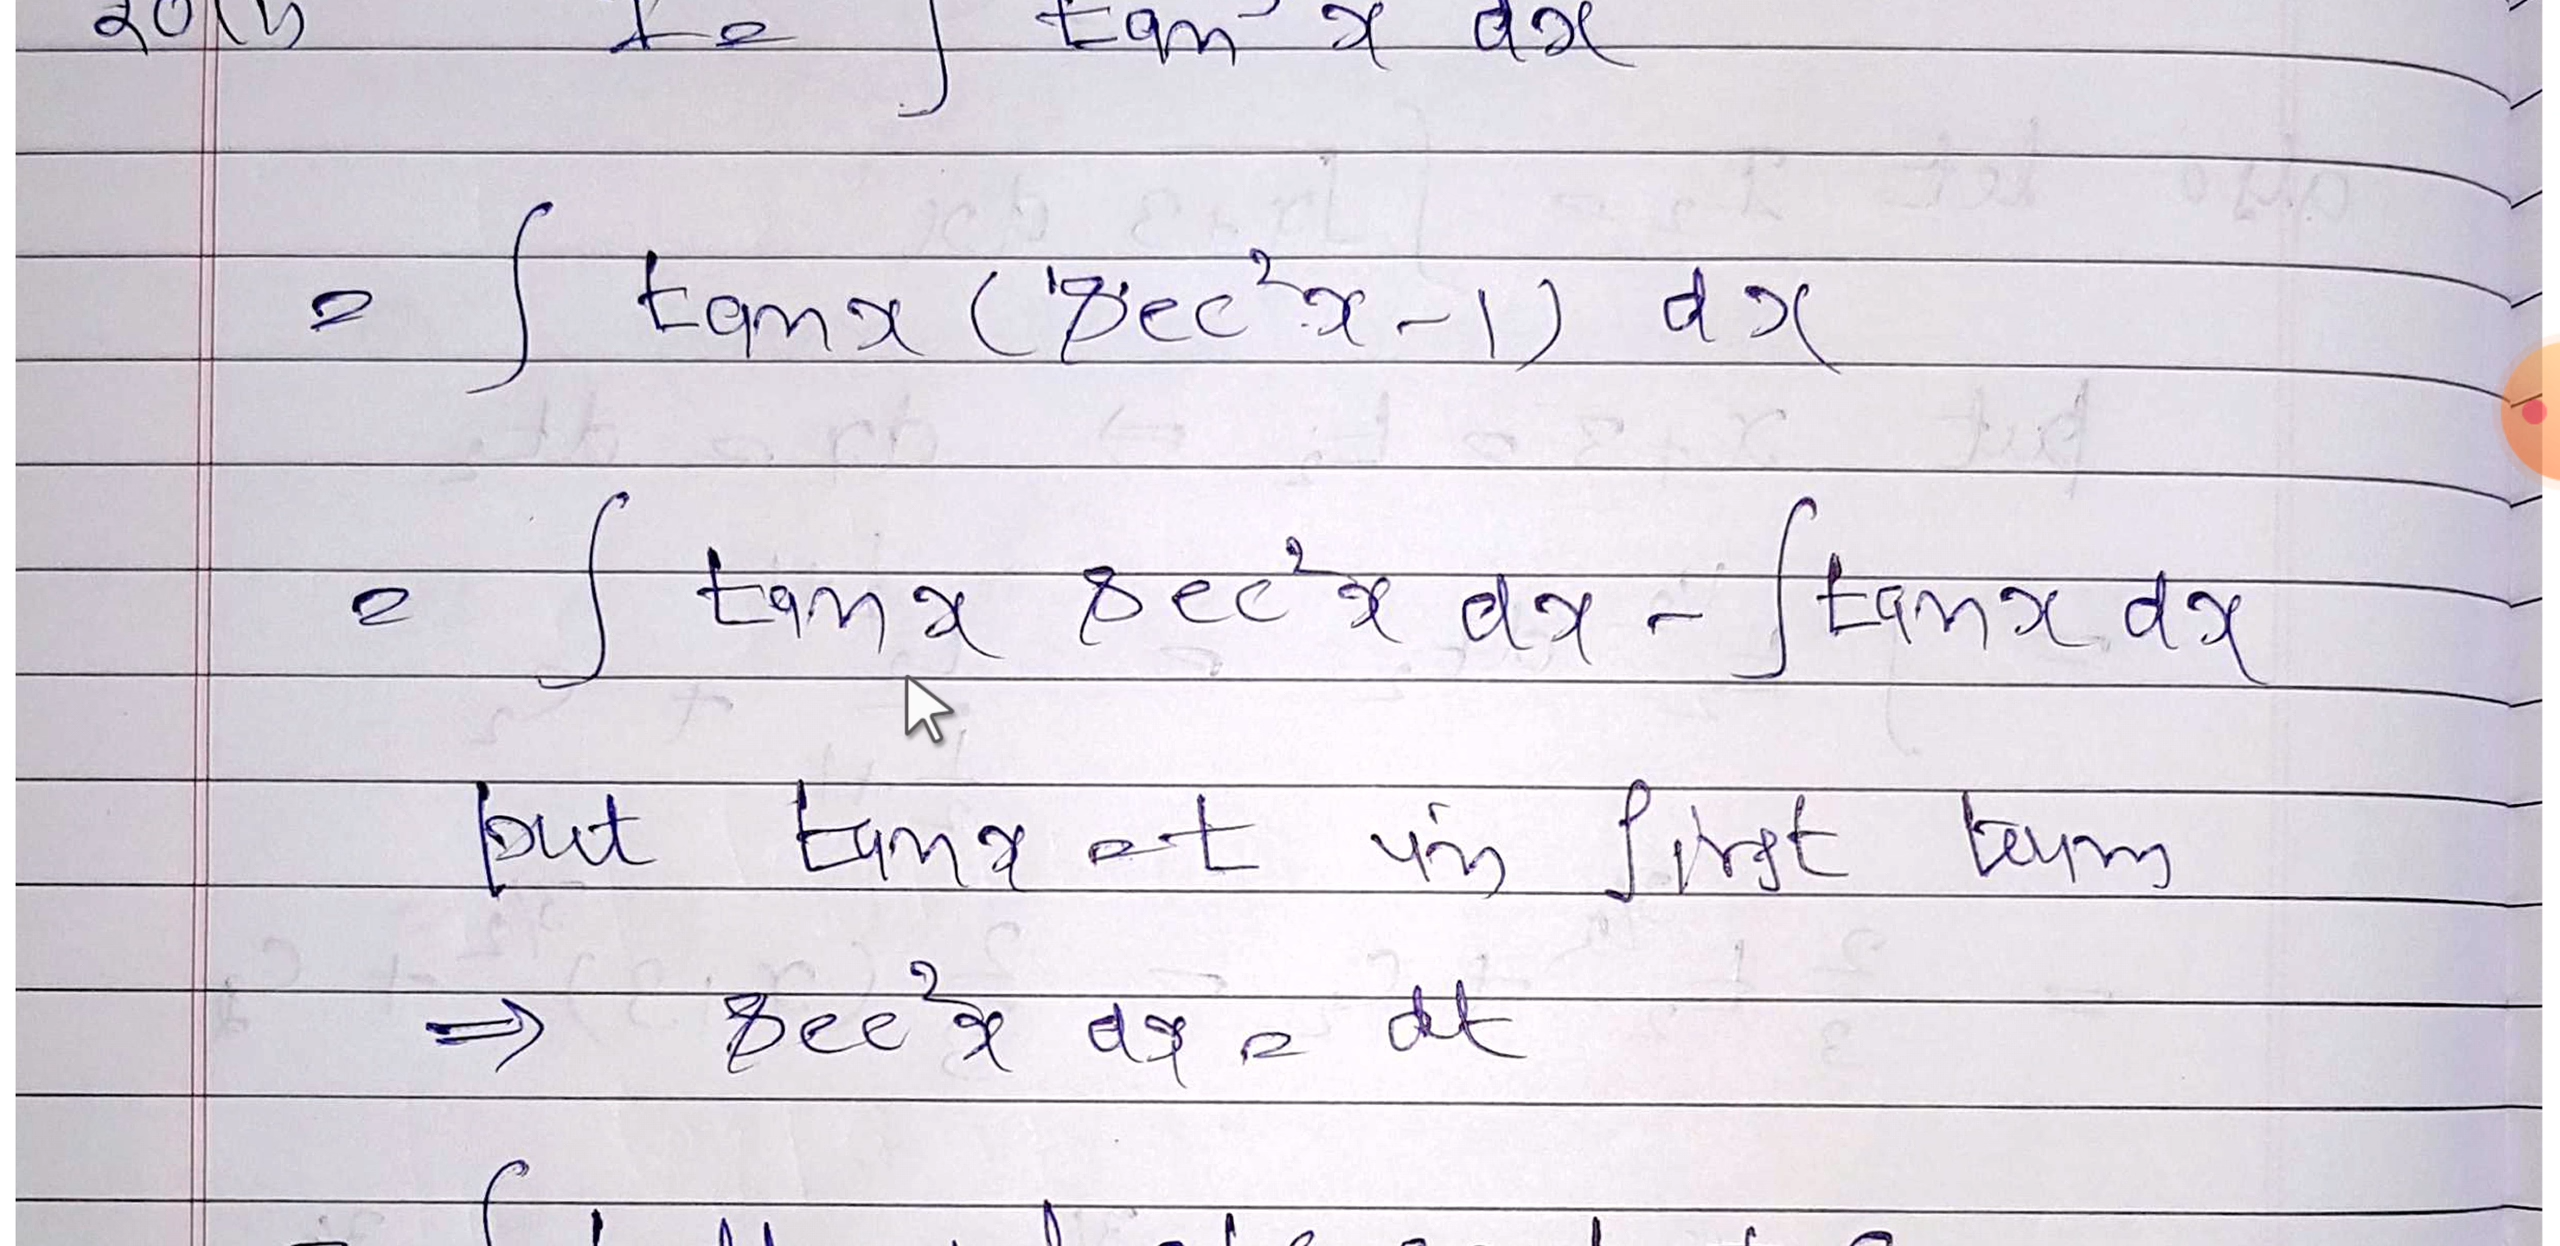 I = ∫ tan³x dx
= ∫ tanx (sec²x - 1) dx
= ∫ tanx sec²x dx - ∫ tanx dx
put tanx = t in first term
⇒ sec²x dx = dt